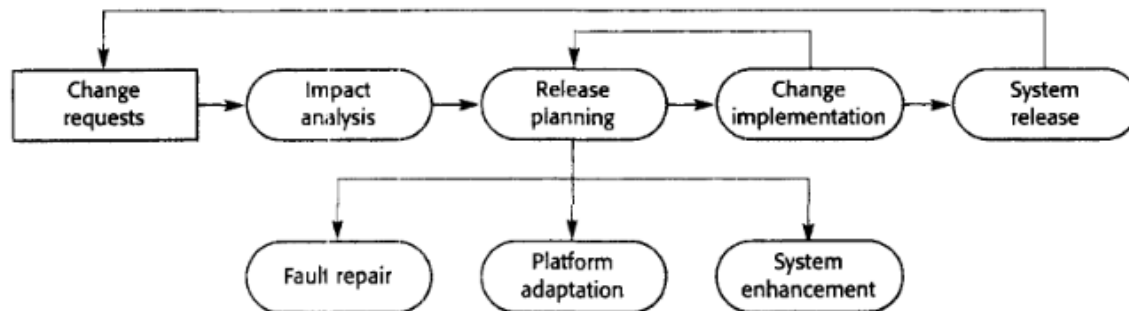 Change
requests
Impact
analysis
Release
planning
Change
implementation
System
release
Fault repair
Platform
adaptation
System
enhancement